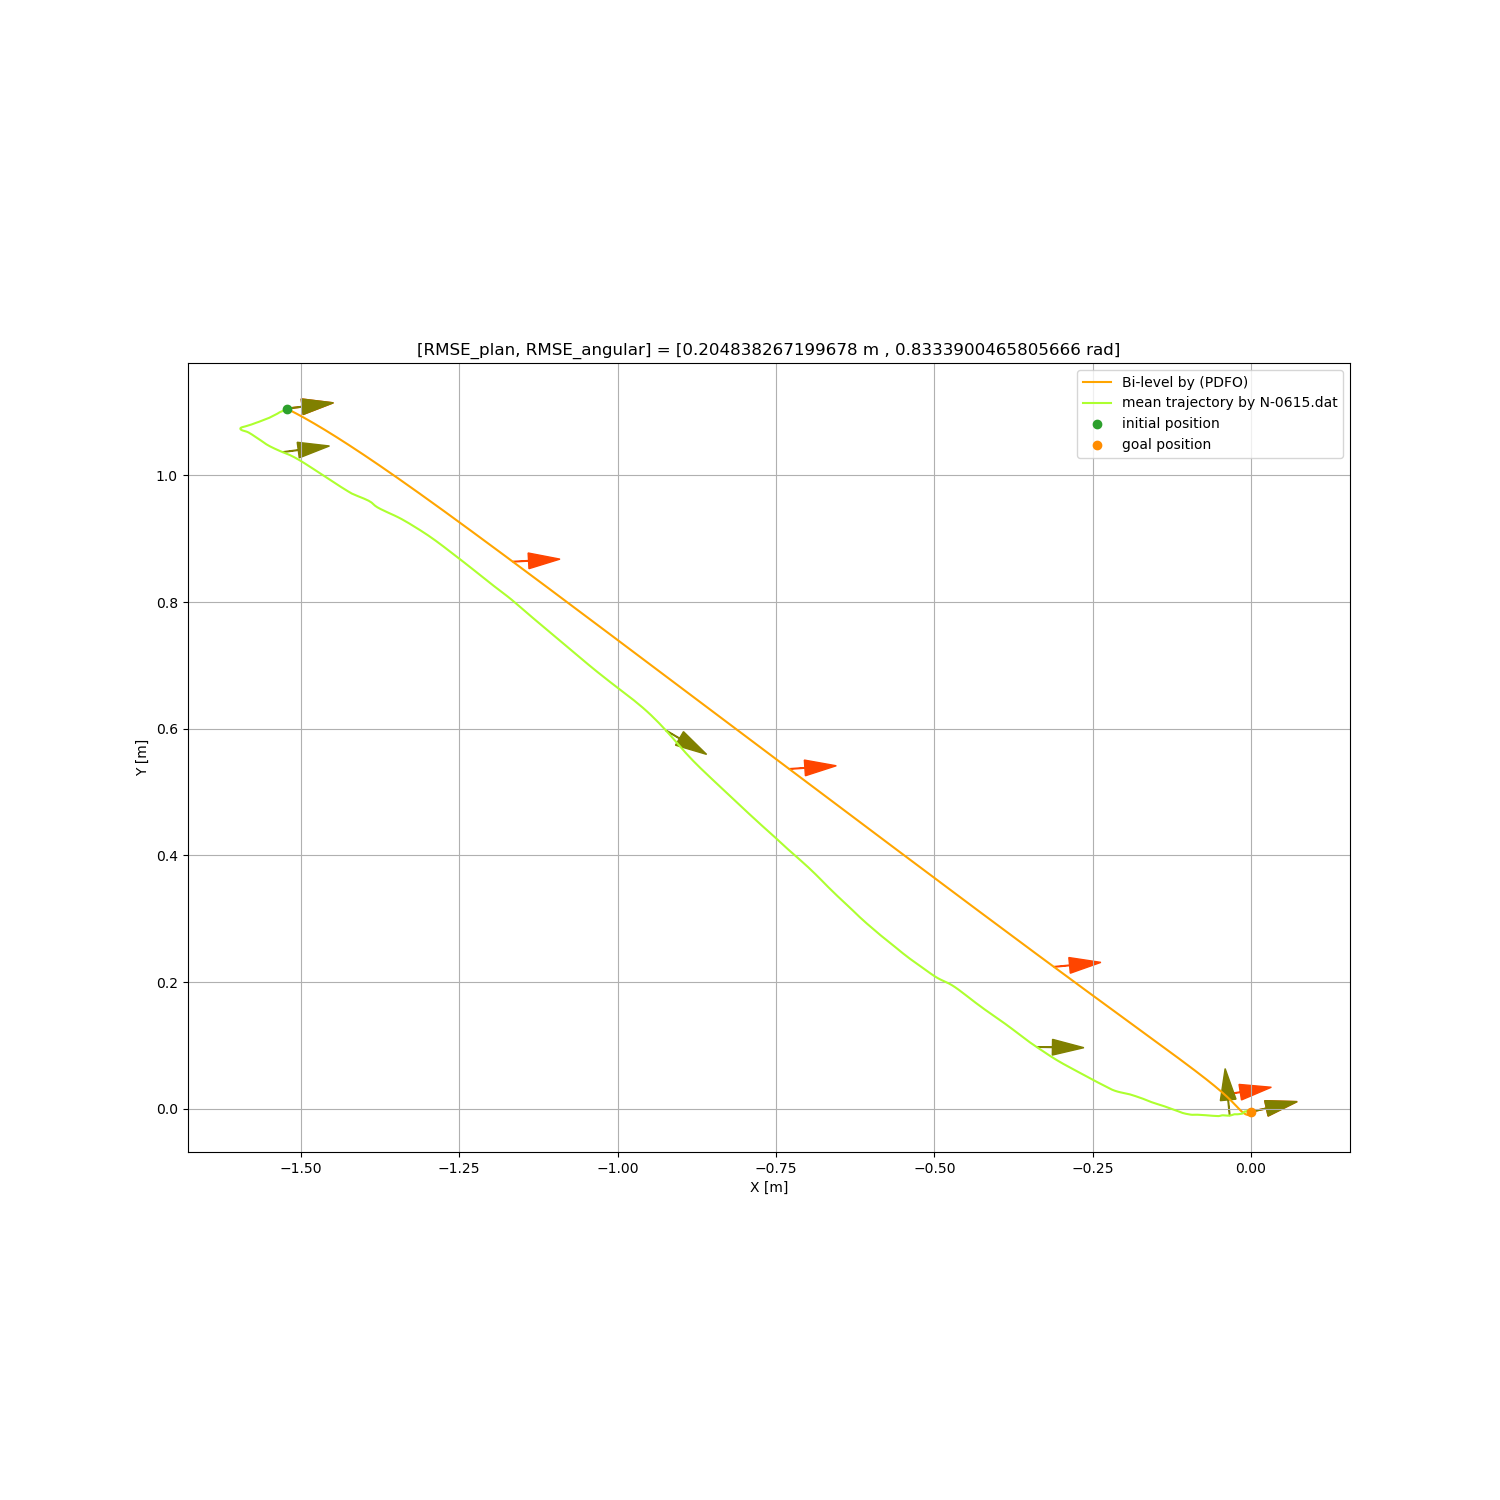 [RMSE_plan, RMSE_angular] = [0.204838267199678 m , 0.8333900465805666 rad]
Bi-level by (PDFO)
mean trajectory by N-0615.dat
initial position
goal position
Y [m]
1.0
0.8
0.6
0.4
0.2
0.0
−1.50 −1.25 −1.00 −0.75 −0.50 −0.25 0.00
X [m]